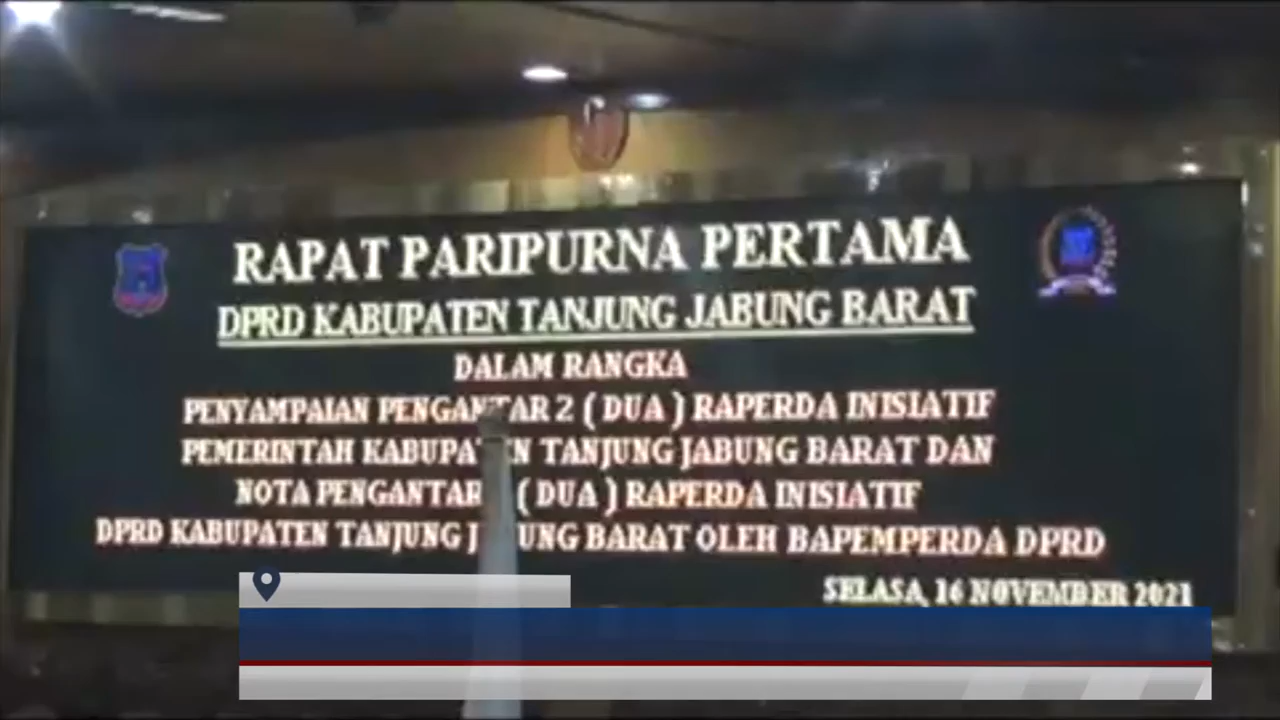 RAPAT PARIPURNA PERTAMA
DPRD KABUPATEN TANJUNG JABUNG BARAT
DALAM RANGKA
PENYAMPAIAN PENGANTAR 2 ( DUA ) RAPERDA INISIATIF
PEMERINTAH KABUPATEN TANJUNG JABUNG BARAT DAN
NOTA PENGANTAR ( DUA ) RAPERDA INISIATIF
DPRD KABUPATEN TANJUNG JABUNG BARAT OLEH BAPEMPERDA DPRD
SELASA, 16 NOVEMBER 2021